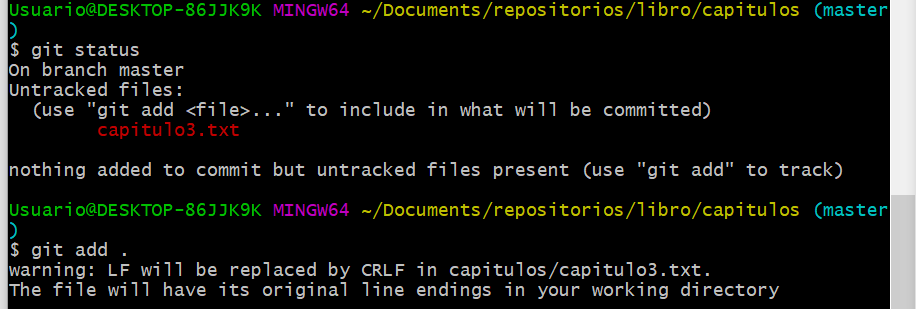 Usuario@DESKTOP-86JJK9K MINGW64 ~/Documents/repositorios/libro/capitulos (master
)
$ git status
On branch master
Untracked files:
  (use "git add <file>..." to include in what will be committed)
        capitulo3.txt

nothing added to commit but untracked files present (use "git add" to track)

Usuario@DESKTOP-86JJK9K MINGW64 ~/Documents/repositorios/libro/capitulos (master
)
$ git add .
warning: LF will be replaced by CRLF in capitulos/capitulo3.txt.
The file will have its original line endings in your working directory